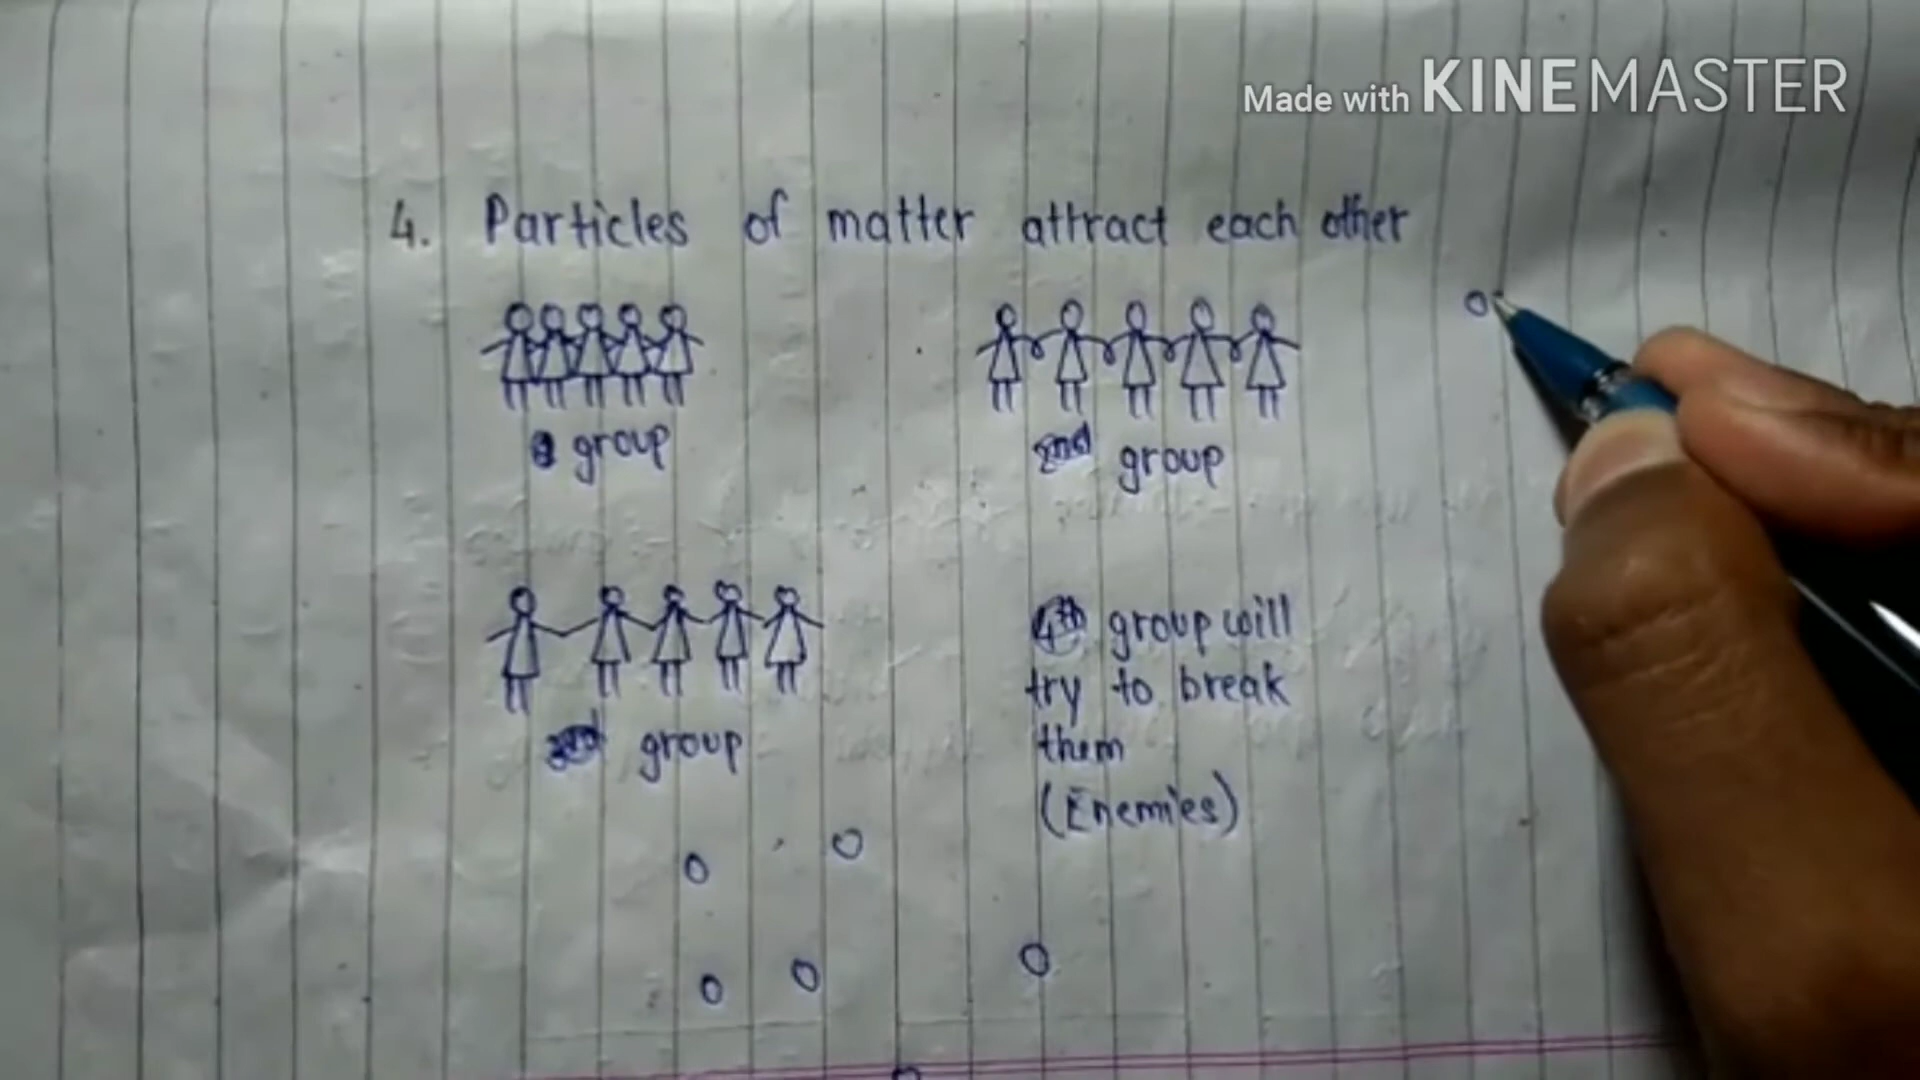 Made with KINEMASTER
4. Particles of matter attract each other
group
2nd group
3rd group
4th group will
try to break
them
(Enemies)